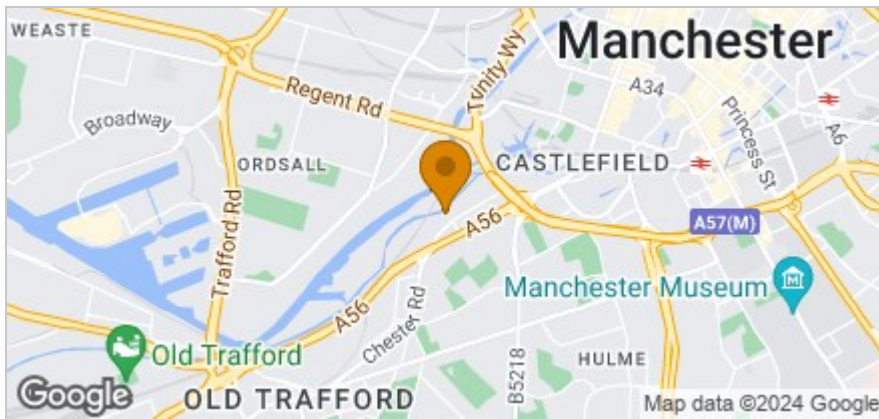 WEASTE
Manchester
Trinity Wy
Regent Rd
A34
Princess St
A6
Broadway
ORDSALL
CASTLEFIELD
Trafford Rd
A56
A57(M)
Manchester Museum
A56
Chester Rd
Old Trafford
B5218
HULME
Google
OLD TRAFFORD
Map data ©2024 Google